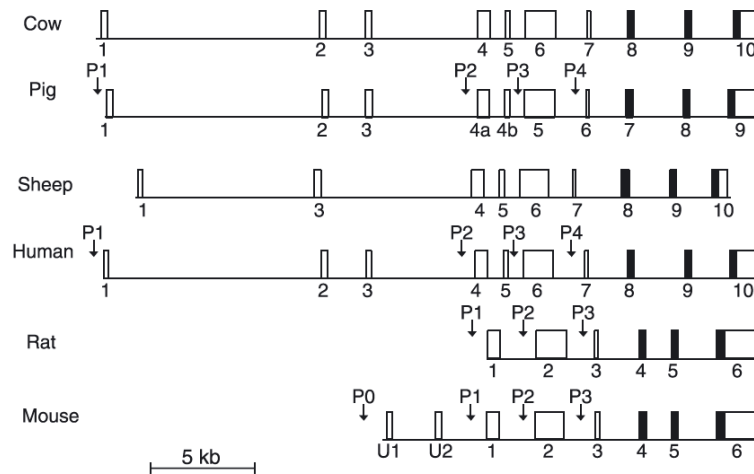 Cow
1 2 3 4 5 6 7 8 9 10
P1 P2 P3 P4
Pig
1 2 3 4a 4b 5 6 7 8 9
Sheep
1 3 4 5 6 7 8 9 10
P1 P2 P3 P4
Human
1 2 3 4 5 6 7 8 9 10
P1 P2 P3
Rat
1 2 3 4 5 6
P0 P1 P2 P3
Mouse
U1 U2 1 2 3 4 5 6
5 kb